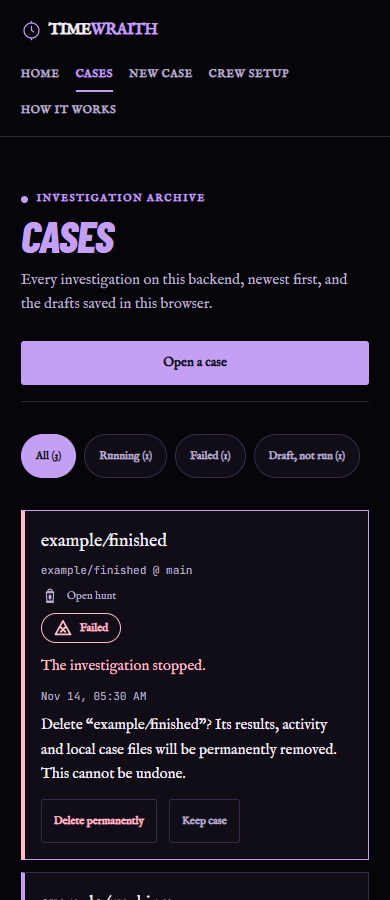 TIMEWRAITH
HOME CASES NEW CASE CREW SETUP
HOW IT WORKS
INVESTIGATION ARCHIVE
CASES
Every investigation on this backend, newest first, and
the drafts saved in this browser.
Open a case
All (3) Running (1) Failed (1) Draft, not run (1)
example/finished
example/finished @ main
Open hunt
Failed
The investigation stopped.
Nov 14, 05:30 AM
Delete “example/finished”? Its results, activity
and local case files will be permanently removed.
This cannot be undone.
Delete permanently Keep case